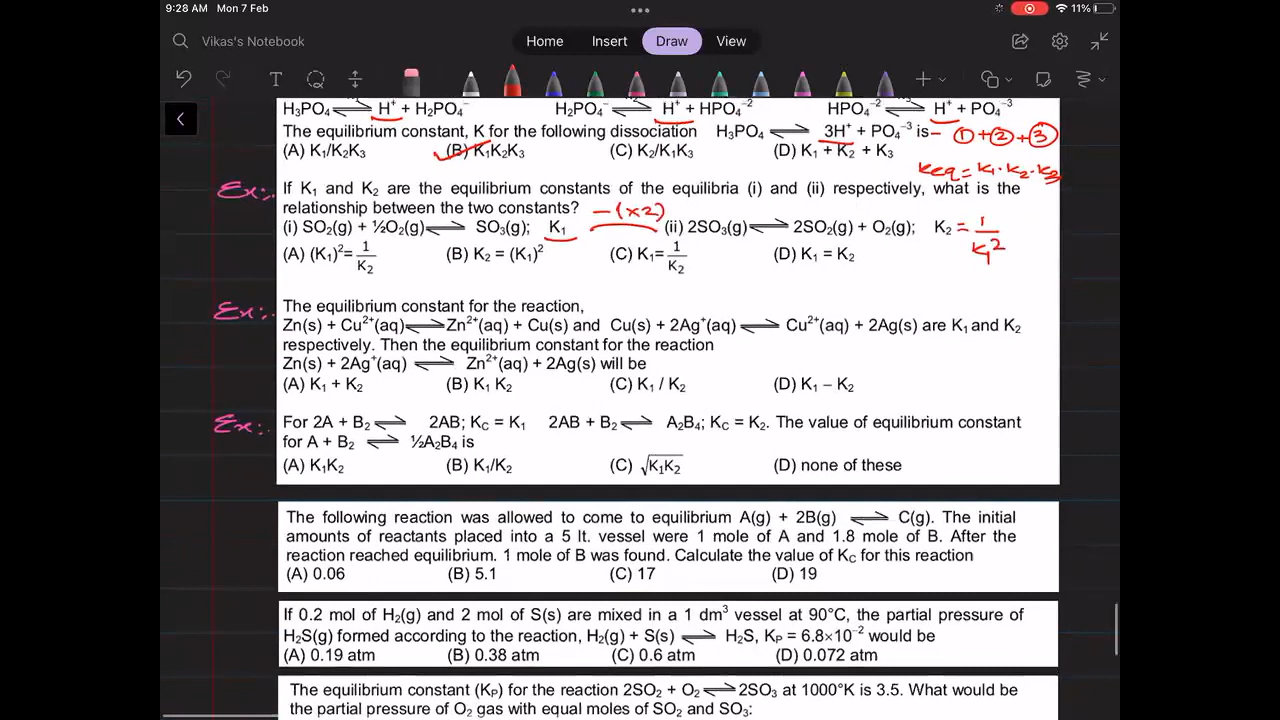 9:28 AM Mon 7 Feb
11%
Vikas's Notebook
Home Insert Draw View
H₃PO₄ ⇌ H⁺ + H₂PO₄⁻ H₂PO₄⁻ ⇌ H⁺ + HPO₄⁻² HPO₄⁻² ⇌ H⁺ + PO₄⁻³
The equilibrium constant, K for the following dissociation H₃PO₄ ⇌ 3H⁺ + PO₄⁻³ is- ① + ② + ③
(A) K₁/K₂K₃ (B) K₁K₂K₃ (C) K₂/K₁K₃ (D) K₁ + K₂ + K₃
Keq = K₁·K₂·K₃
Ex:. If K₁ and K₂ are the equilibrium constants of the equilibria (i) and (ii) respectively, what is the
relationship between the two constants? -(×2)
(i) SO₂(g) + ½O₂(g) ⇌ SO₃(g); K₁ (ii) 2SO₃(g) ⇌ 2SO₂(g) + O₂(g); K₂ = 1/K₁²
(A) (K₁)² = 1/K₂ (B) K₂ = (K₁)² (C) K₁ = 1/K₂ (D) K₁ = K₂
Ex:. The equilibrium constant for the reaction,
Zn(s) + Cu²⁺(aq) ⇌ Zn²⁺(aq) + Cu(s) and Cu(s) + 2Ag⁺(aq) ⇌ Cu²⁺(aq) + 2Ag(s) are K₁ and K₂
respectively. Then the equilibrium constant for the reaction
Zn(s) + 2Ag⁺(aq) ⇌ Zn²⁺(aq) + 2Ag(s) will be
(A) K₁ + K₂ (B) K₁ K₂ (C) K₁ / K₂ (D) K₁ − K₂
Ex:. For 2A + B₂ ⇌ 2AB; K_C = K₁ 2AB + B₂ ⇌ A₂B₄; K_C = K₂. The value of equilibrium constant
for A + B₂ ⇌ ½A₂B₄ is
(A) K₁K₂ (B) K₁/K₂ (C) √K₁K₂ (D) none of these
The following reaction was allowed to come to equilibrium A(g) + 2B(g) ⇌ C(g). The initial
amounts of reactants placed into a 5 lt. vessel were 1 mole of A and 1.8 mole of B. After the
reaction reached equilibrium. 1 mole of B was found. Calculate the value of K_C for this reaction
(A) 0.06 (B) 5.1 (C) 17 (D) 19
If 0.2 mol of H₂(g) and 2 mol of S(s) are mixed in a 1 dm³ vessel at 90°C, the partial pressure of
H₂S(g) formed according to the reaction, H₂(g) + S(s) ⇌ H₂S, K_P = 6.8×10⁻² would be
(A) 0.19 atm (B) 0.38 atm (C) 0.6 atm (D) 0.072 atm
The equilibrium constant (K_P) for the reaction 2SO₂ + O₂ ⇌ 2SO₃ at 1000°K is 3.5. What would be
the partial pressure of O₂ gas with equal moles of SO₂ and SO₃: